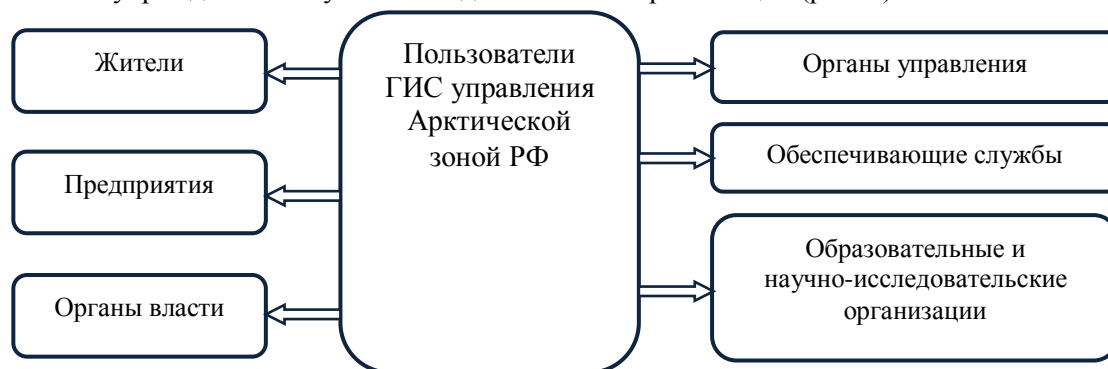 Жители
Предприятия
Органы власти
Пользователи
ГИС управления
Арктической
зоной РФ
Органы управления
Обеспечивающие службы
Образовательные и
научно-исследовательские
организации